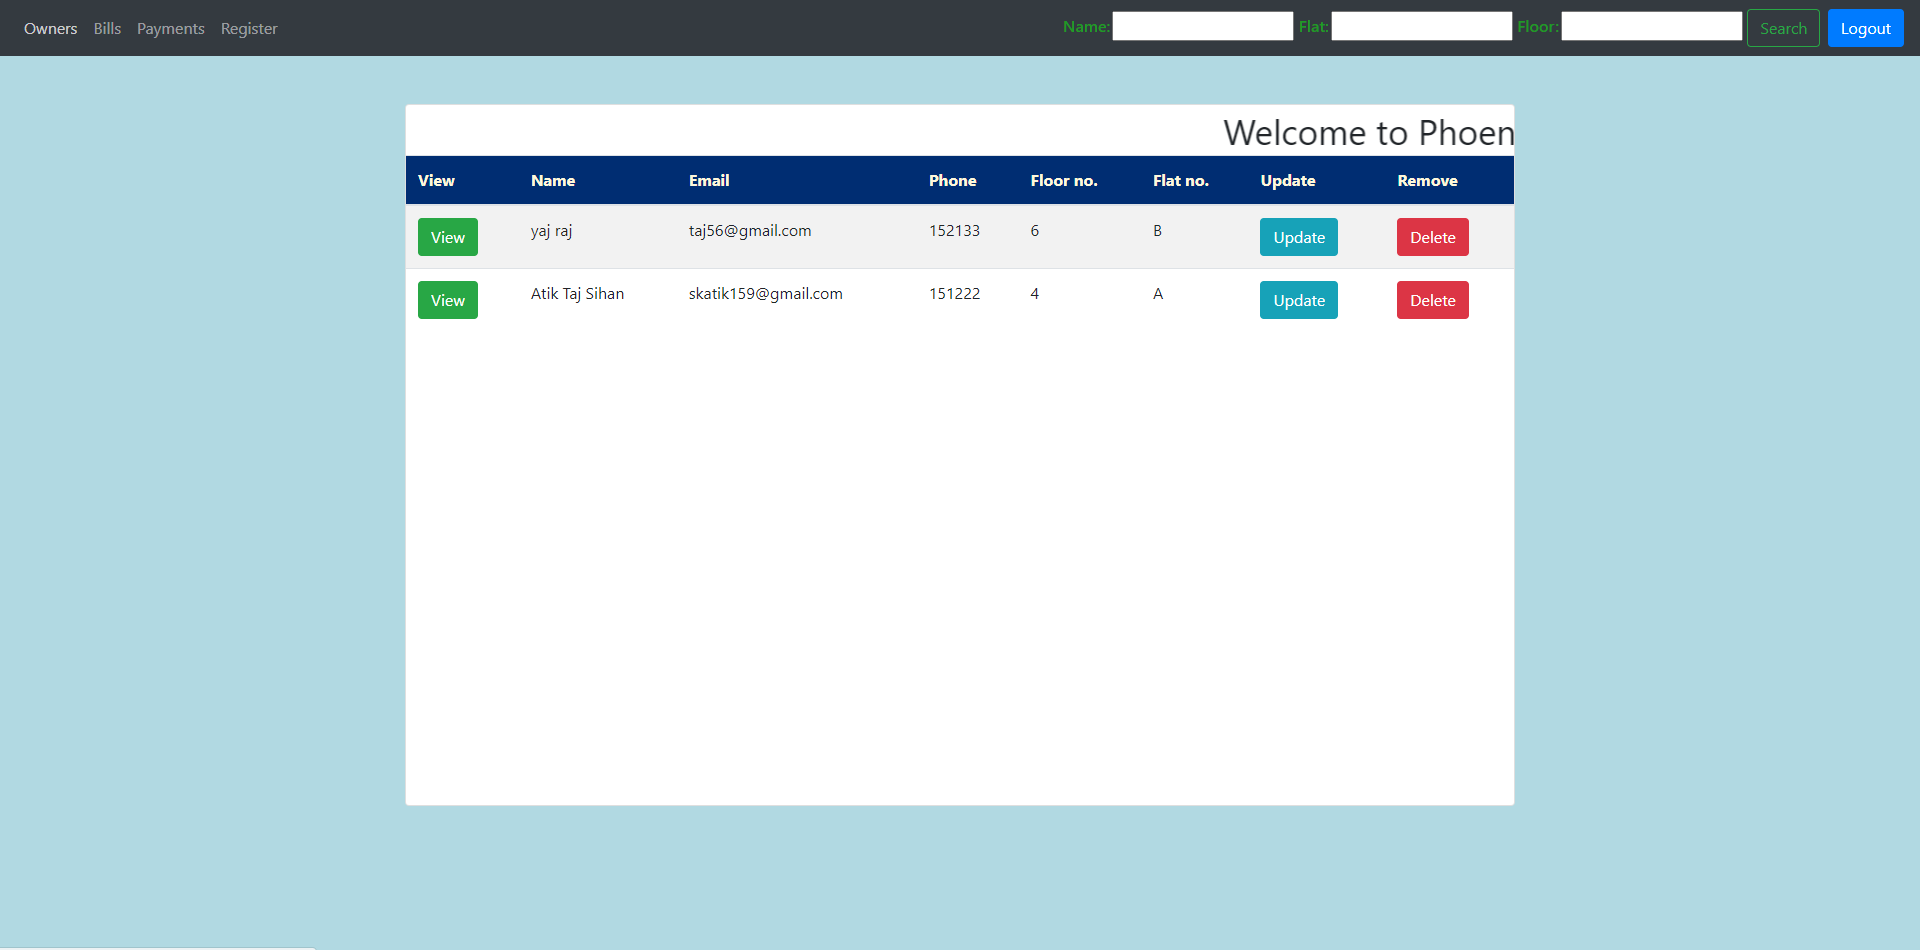 Owners Bills Payments Register Name: Flat: Floor: Search Logout
Welcome to Phoen
View Name Email Phone Floor no. Flat no. Update Remove
View yaj raj taj56@gmail.com 152133 6 B Update Delete
View Atik Taj Sihan skatik159@gmail.com 151222 4 A Update Delete